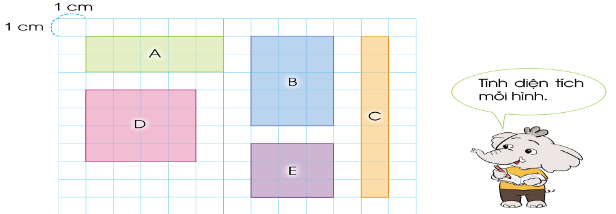 1 cm
1 cm
A
B
C
D
E
Tính diện tích
mỗi hình.